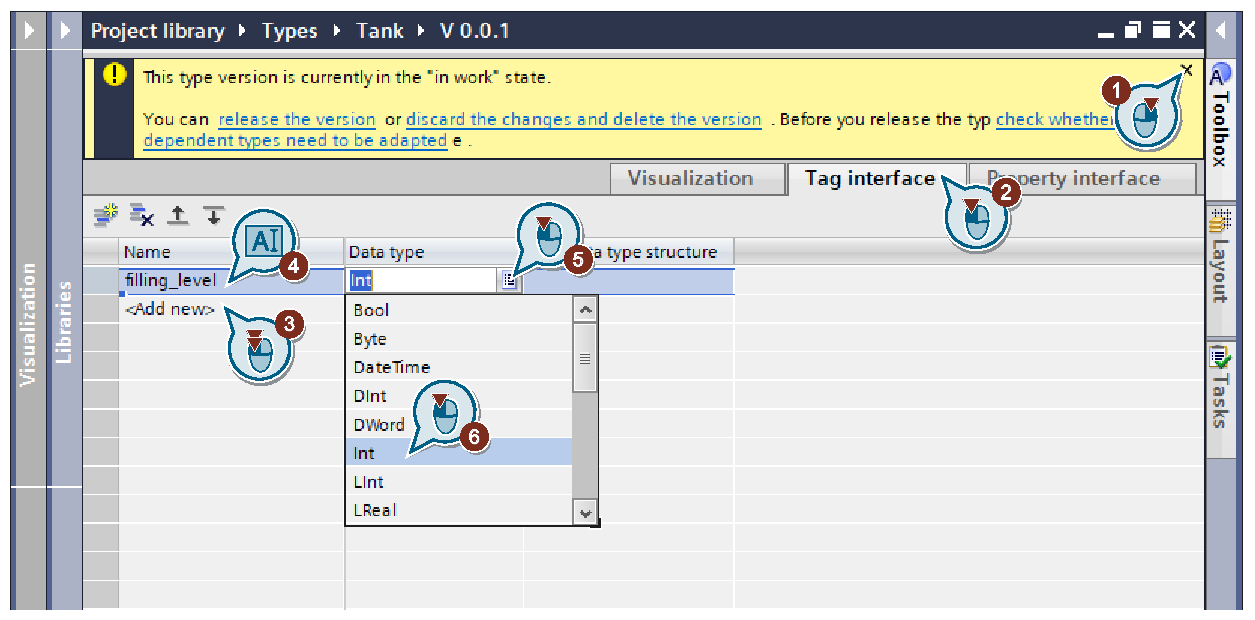 Project library ▸ Types ▸ Tank ▸ V 0.0.1
This type version is currently in the "in work" state.
You can release the version or discard the changes and delete the version . Before you release the typ check whether
dependent types need to be adapted e .
1
Visualization
Tag interface
Property interface
2
Name
Data type
type structure
4
5
filling_level
Int
<Add new>
3
Bool
Byte
DateTime
DInt
DWord
6
Int
LInt
LReal
AI
Visualization
Libraries
Toolbox
Layout
Tasks